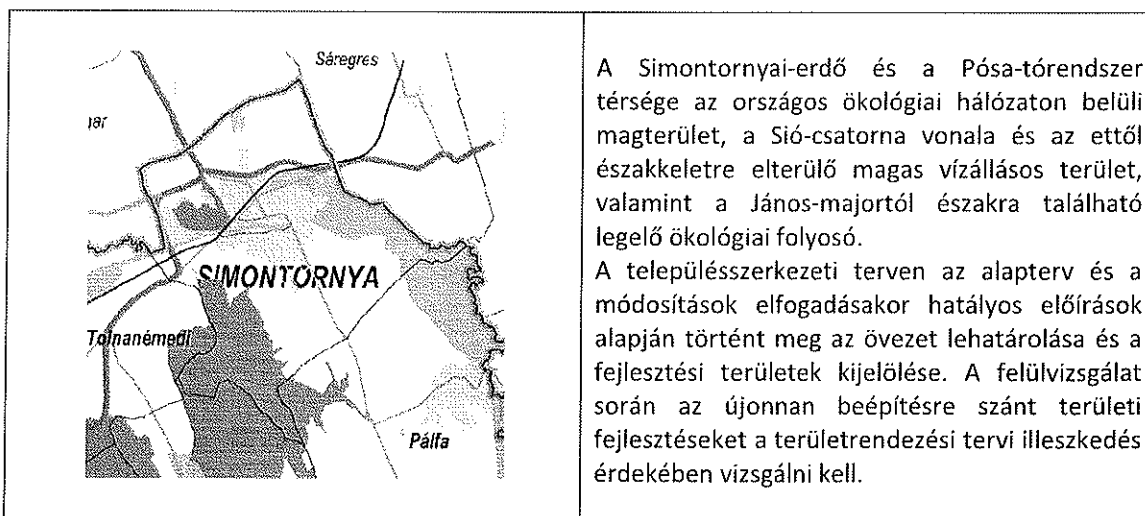 Sáregres
gar
SIMONTORNYA
Tolnanémedi
Pálfa
A Simontornyai-erdő és a Pósa-tórendszer
térsége az országos ökológiai hálózaton belüli
magterület, a Sió-csatorna vonala és az ettől
északkeletre elterülő magas vízállásos terület,
valamint a János-majortól északra található
legelő ökológiai folyosó.
A településszerkezeti terven az alapterv és a
módosítások elfogadásakor hatályos előírások
alapján történt meg az övezet lehatárolása és a
fejlesztési területek kijelölése. A felülvizsgálat
során az újonnan beépítésre szánt területi
fejlesztéseket a területrendezési tervi illeszkedés
érdekében vizsgálni kell.